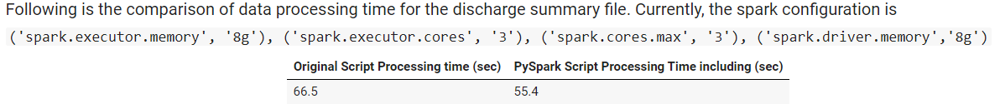 Following is the comparison of data processing time for the discharge summary file. Currently, the spark configuration is
('spark.executor.memory', '8g'), ('spark.executor.cores', '3'), ('spark.cores.max', '3'), ('spark.driver.memory','8g')
Original Script Processing time (sec) PySpark Script Processing Time including (sec)
66.5 55.4